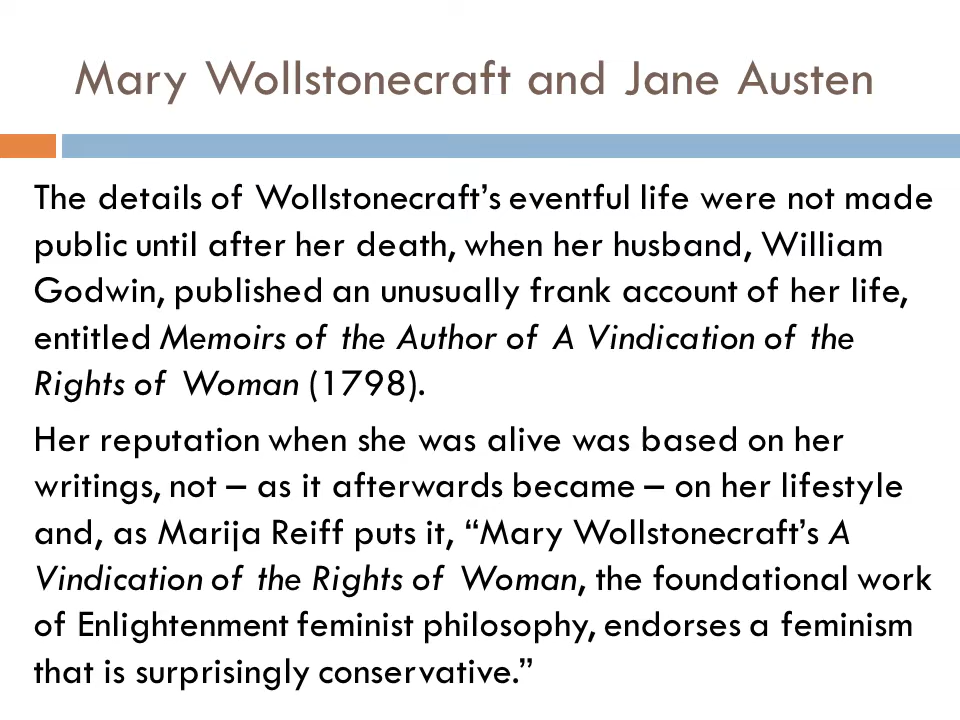 Mary Wollstonecraft and Jane Austen
The details of Wollstonecraft’s eventful life were not made
public until after her death, when her husband, William
Godwin, published an unusually frank account of her life,
entitled Memoirs of the Author of A Vindication of the
Rights of Woman (1798).
Her reputation when she was alive was based on her
writings, not – as it afterwards became – on her lifestyle
and, as Marija Reiff puts it, “Mary Wollstonecraft’s A
Vindication of the Rights of Woman, the foundational work
of Enlightenment feminist philosophy, endorses a feminism
that is surprisingly conservative.”